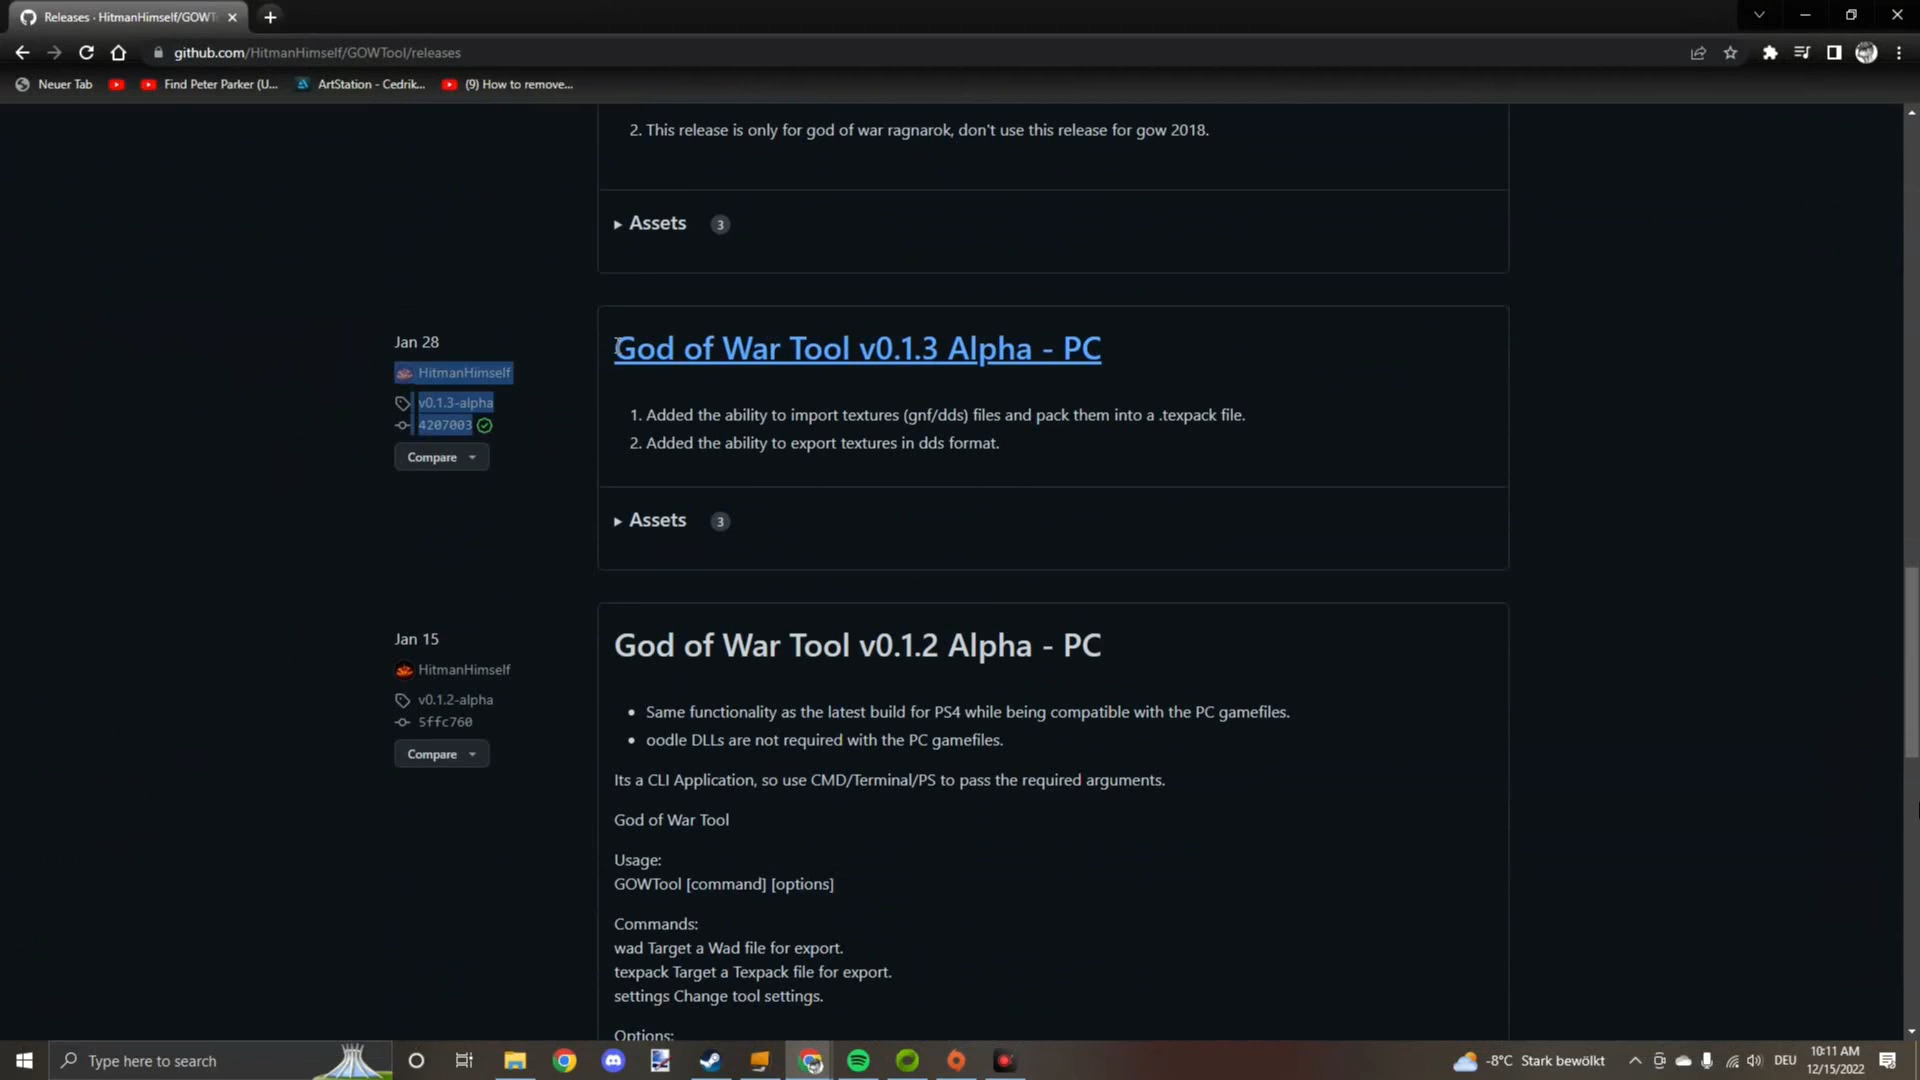 Releases · HitmanHimself/GOWT
github.com/HitmanHimself/GOWTool/releases
Neuer Tab
Find Peter Parker (U...
ArtStation - Cedrik...
(9) How to remove...
2. This release is only for god of war ragnarok, don't use this release for gow 2018.
Assets 3
Jan 28
HitmanHimself
v0.1.3-alpha
4207003
Compare
God of War Tool v0.1.3 Alpha - PC
1. Added the ability to import textures (gnf/dds) files and pack them into a .texpack file.
2. Added the ability to export textures in dds format.
Assets 3
Jan 15
HitmanHimself
v0.1.2-alpha
5ffc760
Compare
God of War Tool v0.1.2 Alpha - PC
• Same functionality as the latest build for PS4 while being compatible with the PC gamefiles.
• oodle DLLs are not required with the PC gamefiles.
Its a CLI Application, so use CMD/Terminal/PS to pass the required arguments.
God of War Tool
Usage:
GOWTool [command] [options]
Commands:
wad Target a Wad file for export.
texpack Target a Texpack file for export.
settings Change tool settings.
Options:
Type here to search
-8°C Stark bewölkt
DEU
10:11 AM
12/15/2022